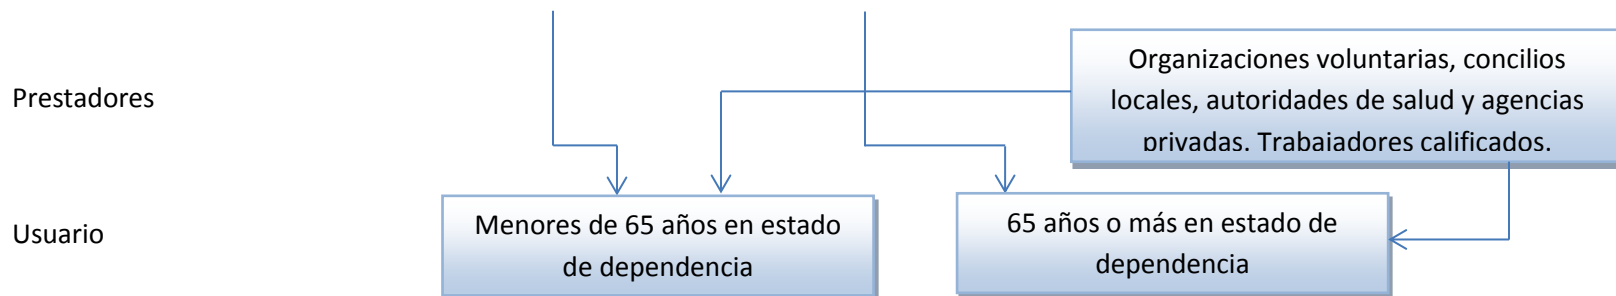 Prestadores
Organizaciones voluntarias, concilios
locales, autoridades de salud y agencias
privadas. Trabajadores calificados.
Usuario
Menores de 65 años en estado
de dependencia
65 años o más en estado de
dependencia